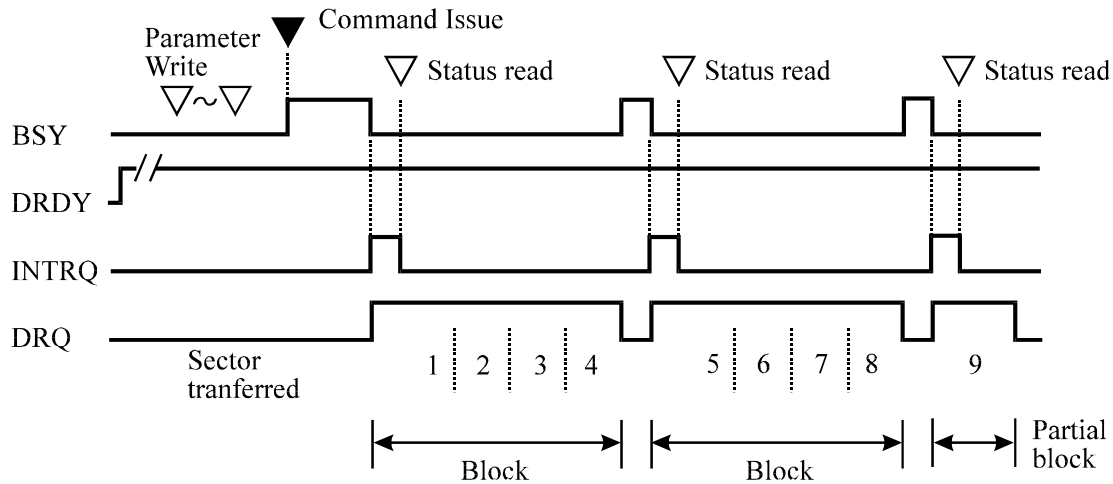 Command Issue
Parameter
Write
Status read
Status read
Status read
BSY
DRDY
INTRQ
DRQ
Sector
tranferred
1 2 3 4 5 6 7 8 9
Block
Block
Partial
block